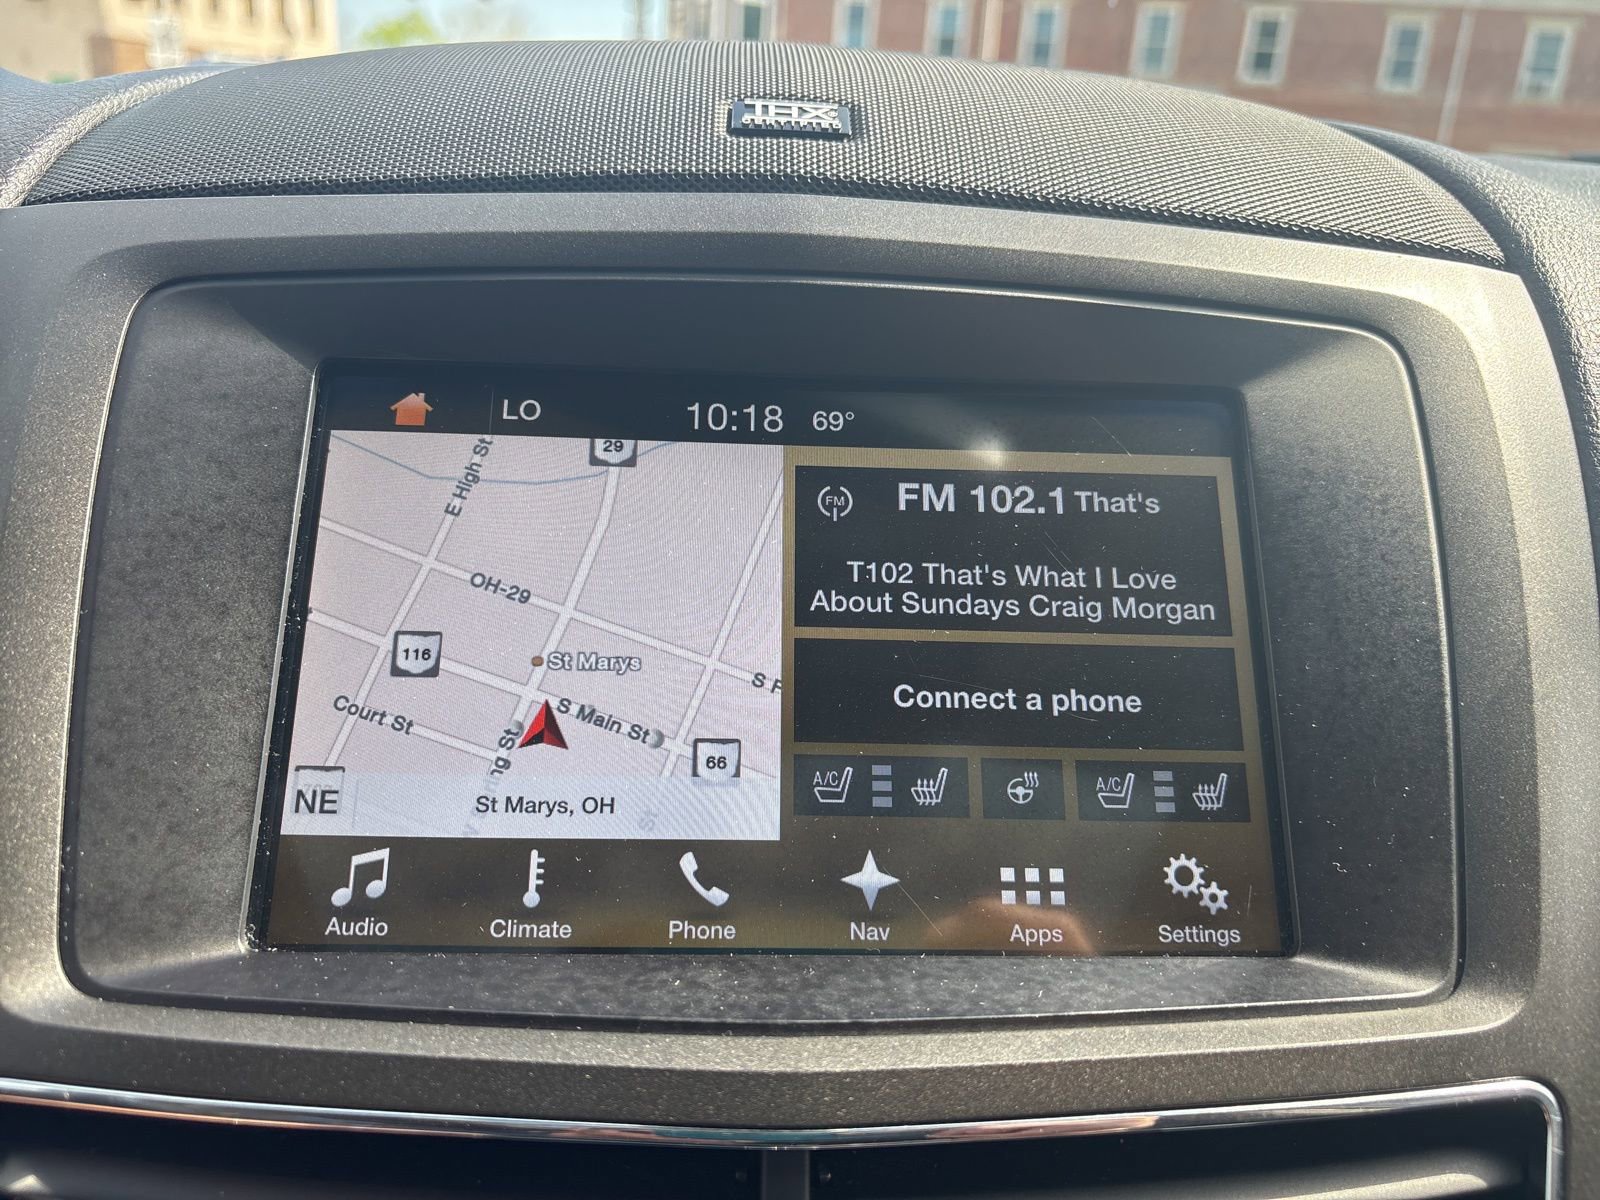 THX
CERTIFIED
LO
10:18 69°
29
E High St
OH-29
116
St Marys
S Main St
Court St
66
NE
St Marys, OH
FM
FM 102.1 That's
T102 That's What I Love
About Sundays Craig Morgan
Connect a phone
A/C
A/C
Audio
Climate
Phone
Nav
Apps
Settings